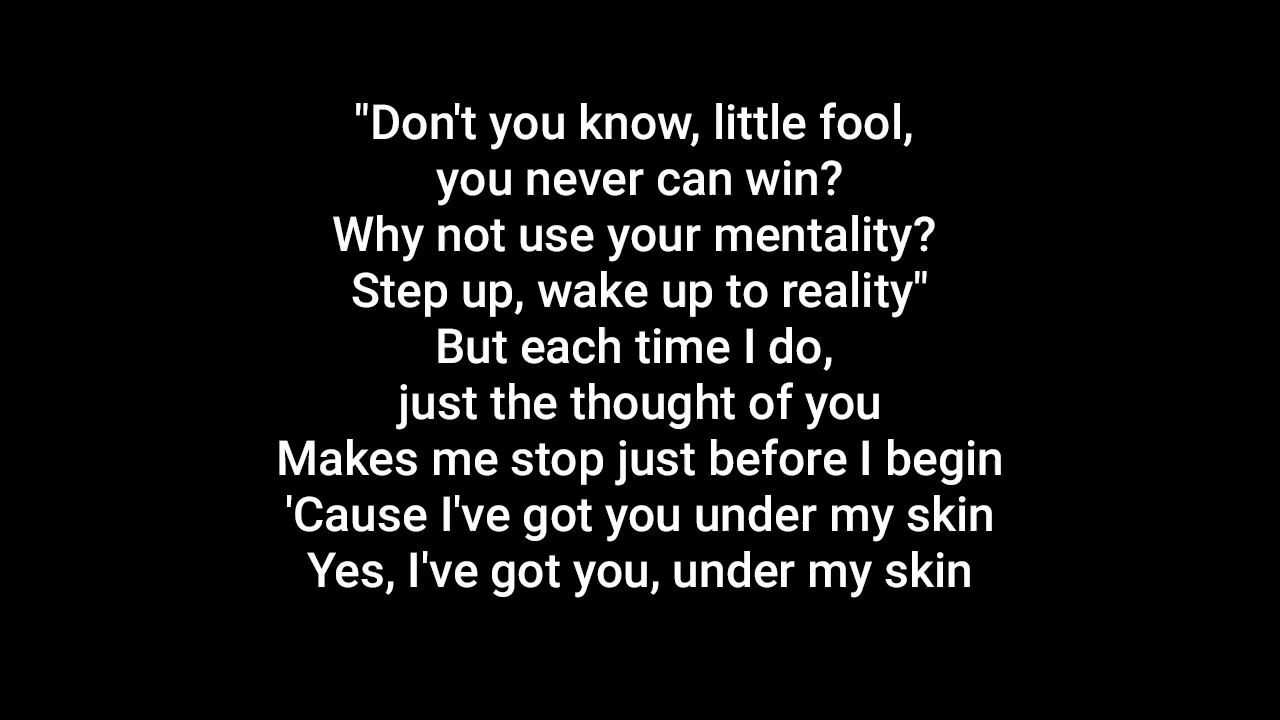 "Don't you know, little fool,
you never can win?
Why not use your mentality?
Step up, wake up to reality"
But each time I do,
just the thought of you
Makes me stop just before I begin
'Cause I've got you under my skin
Yes, I've got you, under my skin